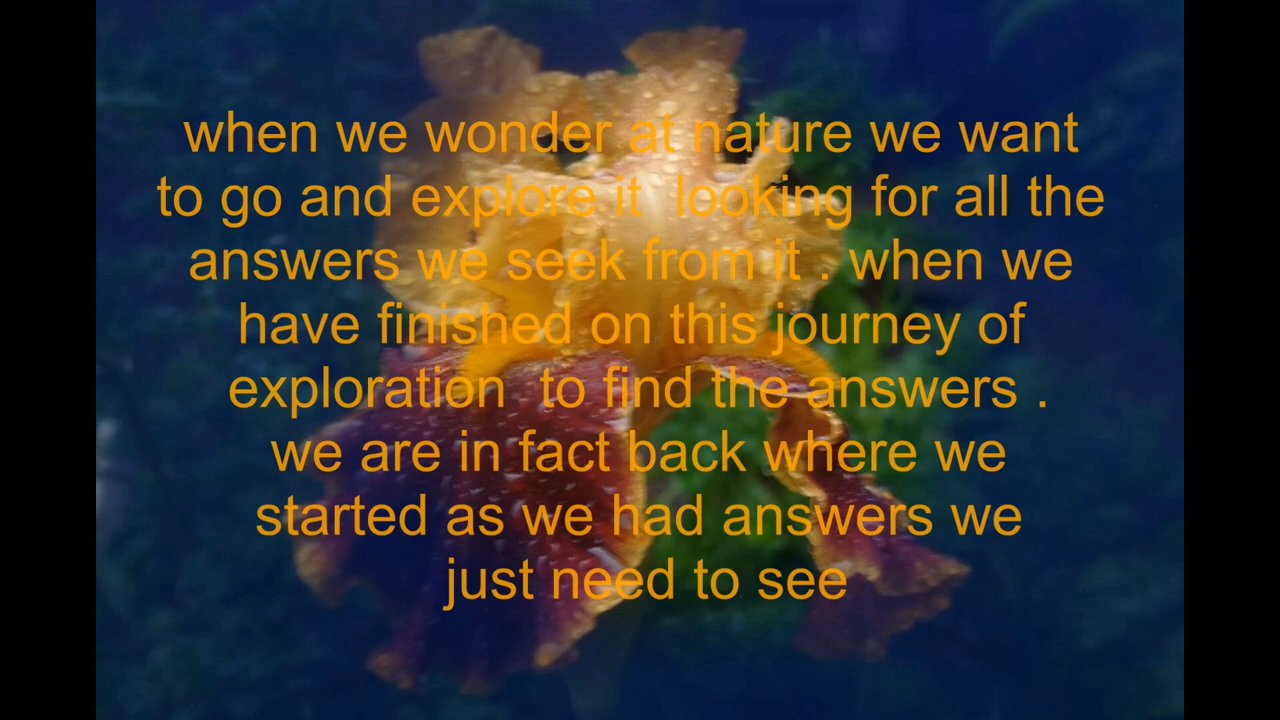 when we wonder at nature we want
to go and explore it  looking for all the
answers we seek from it . when we
have finished on this journey of
exploration  to find the answers .
we are in fact back where we
started as we had answers we
just need to see